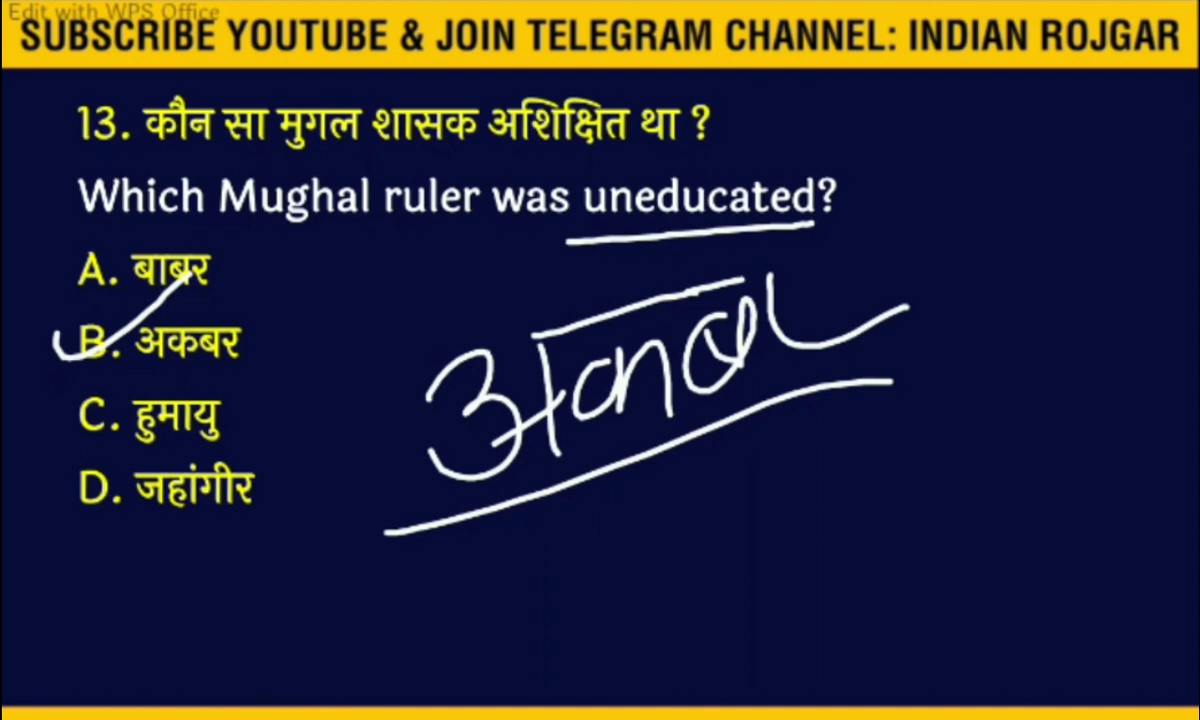 Edit with WPS Office
SUBSCRIBE YOUTUBE & JOIN TELEGRAM CHANNEL: INDIAN ROJGAR
13. कौन सा मुगल शासक अशिक्षित था ?
Which Mughal ruler was uneducated?
A. बाबर
B. अकबर
अकबर
C. हुमायु
D. जहांगीर